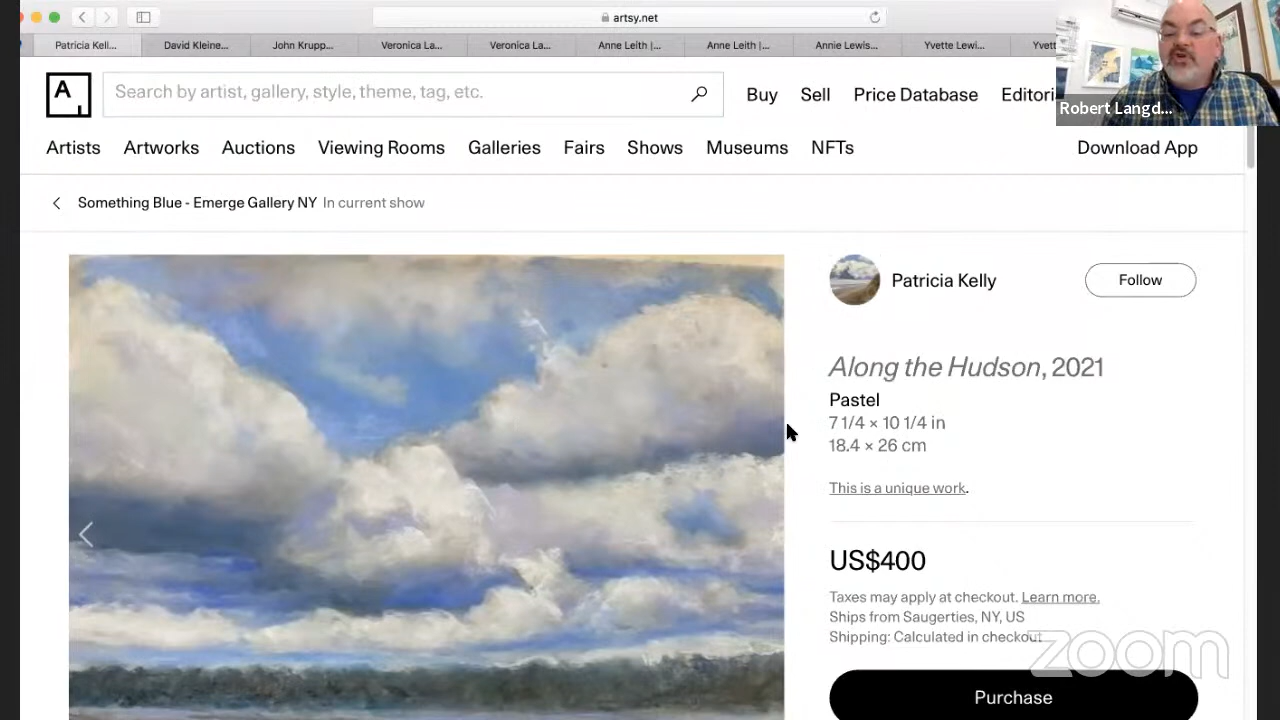 artsy.net
Patricia Kell...
David Kleine...
John Krupp...
Veronica La...
Veronica La...
Anne Leith |...
Anne Leith |...
Annie Lewis...
Yvette Lewi...
Yvett
A
Search by artist, gallery, style, theme, tag, etc.
Buy
Sell
Price Database
Editori
Robert Langd...
Artists
Artworks
Auctions
Viewing Rooms
Galleries
Fairs
Shows
Museums
NFTs
Download App
Something Blue - Emerge Gallery NY In current show
Patricia Kelly
Follow
Along the Hudson, 2021
Pastel
7 1/4 × 10 1/4 in
18.4 × 26 cm
This is a unique work.
US$400
Taxes may apply at checkout. Learn more.
Ships from Saugerties, NY, US
Shipping: Calculated in checkout
zoom
Purchase